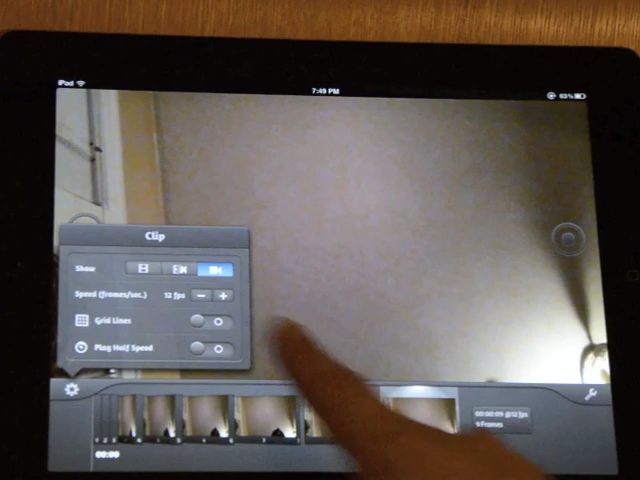 iPad
7:49 PM
63%
Clip
Show
Speed (frames/sec.) 12 fps
Grid Lines
Play Half Speed
00:00:09 @12fps
9 Frames
00:00